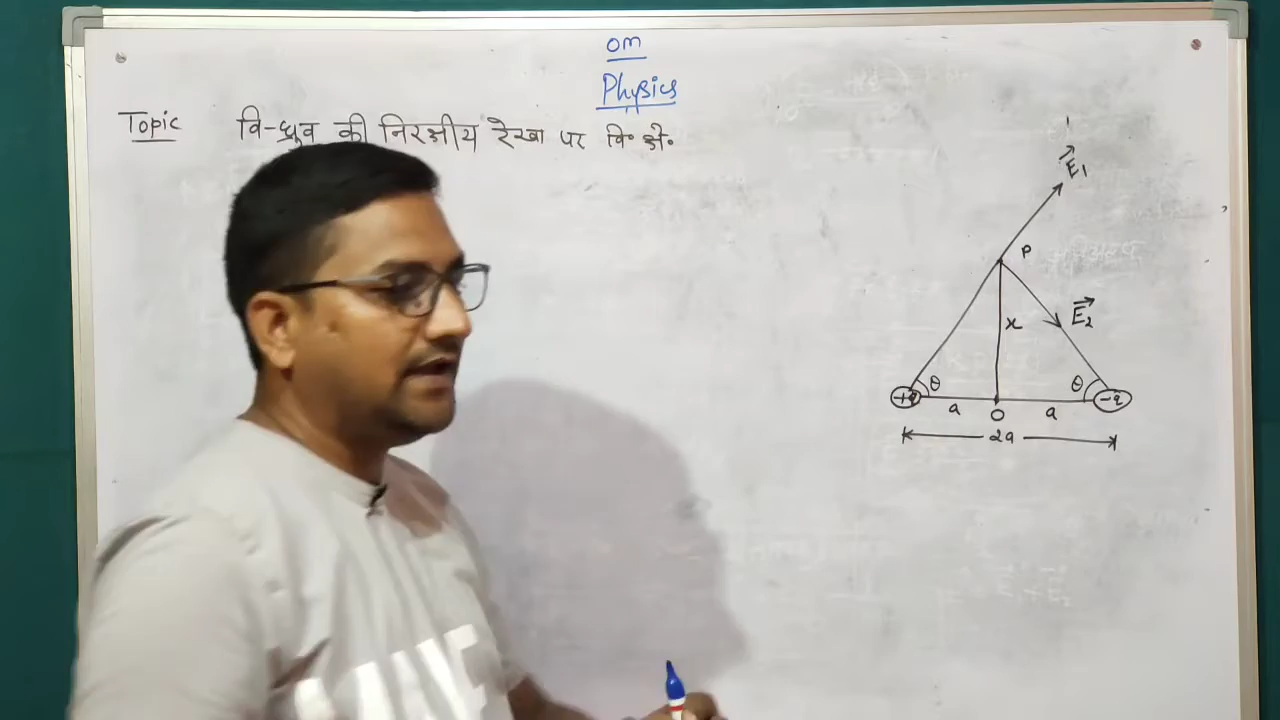 om
Physics
Topic वि-ध्रुव की निरक्षीय रेखा पर वि० क्षे०
E₁
P
x
E₂
θ θ
+q a O a -q
2a